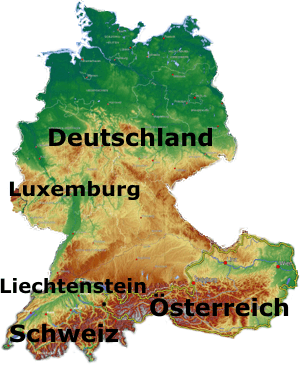 Deutschland
Luxemburg
Liechtenstein
Österreich
Schweiz